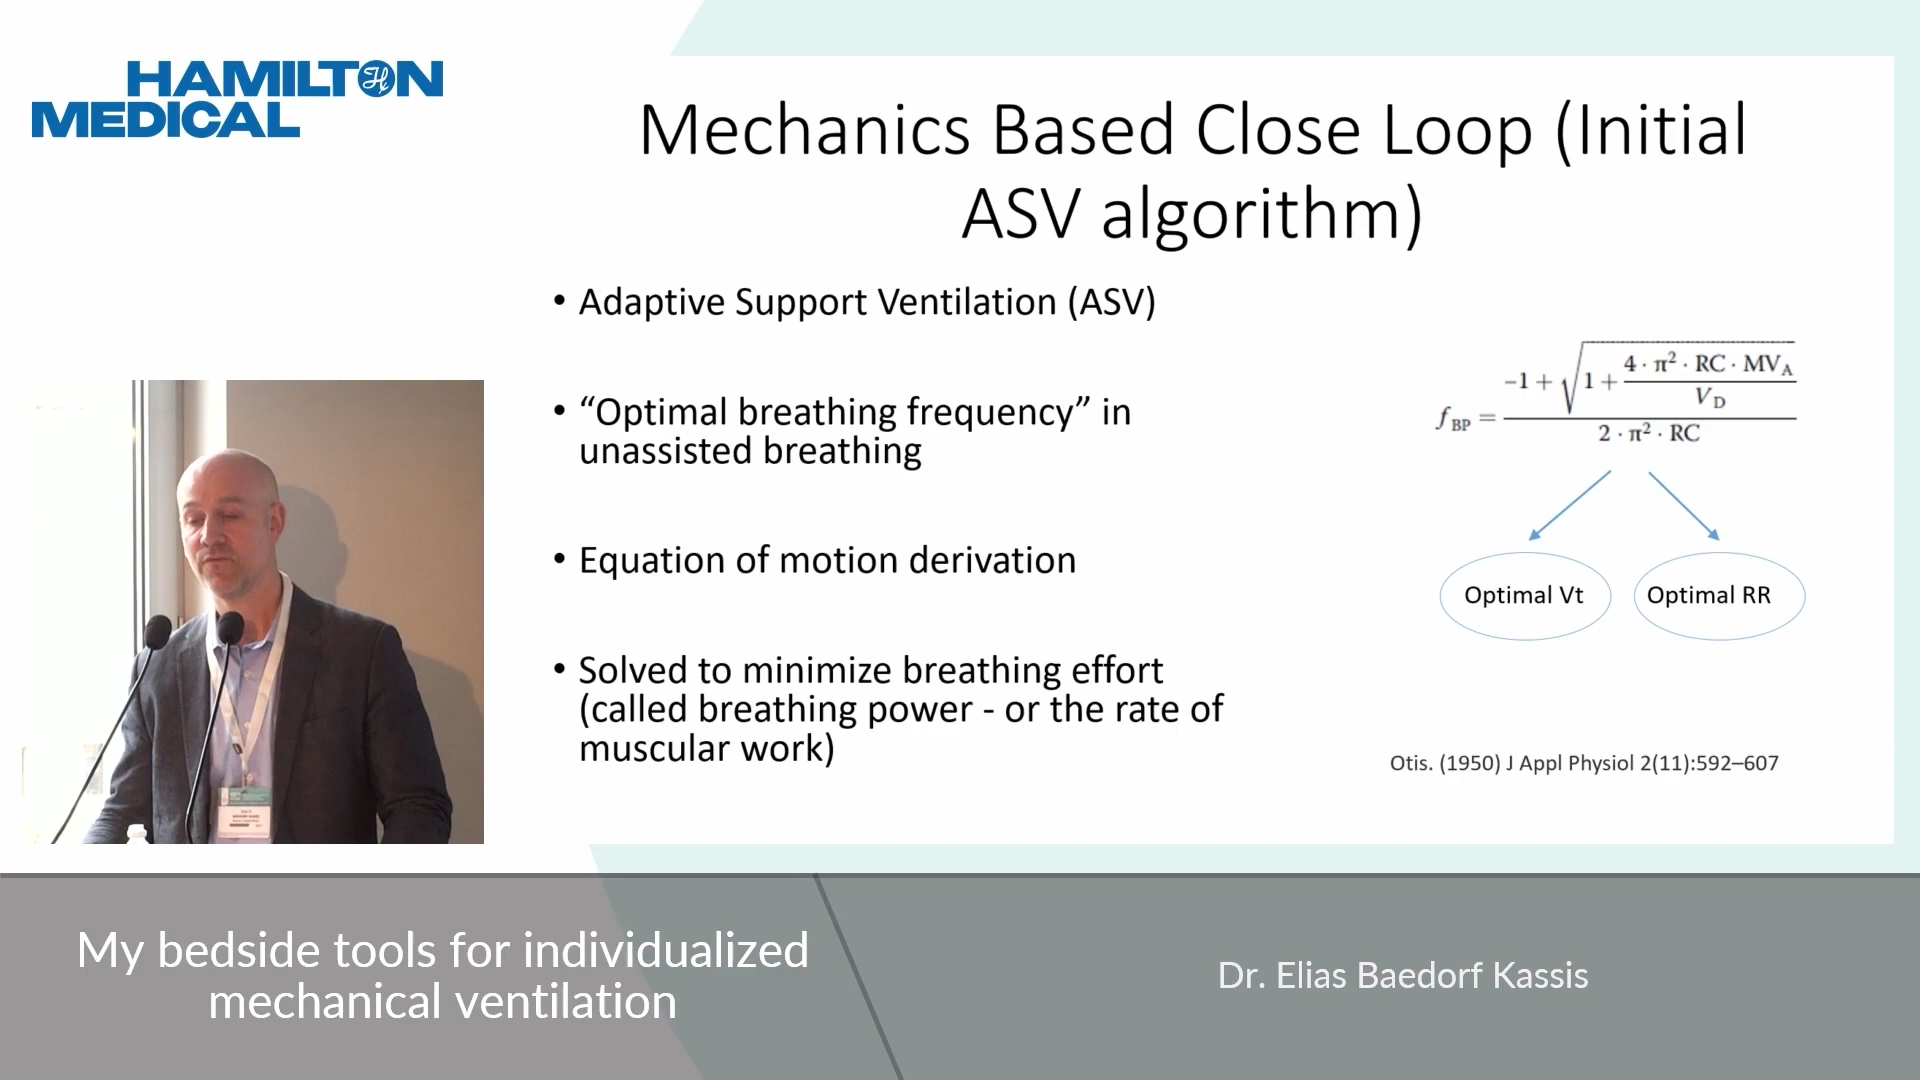 HAMILTON
MEDICAL
Mechanics Based Close Loop (Initial
ASV algorithm)
• Adaptive Support Ventilation (ASV)
• “Optimal breathing frequency” in
unassisted breathing
• Equation of motion derivation
• Solved to minimize breathing effort
(called breathing power - or the rate of
muscular work)
f_BP = (−1 + √(1 + (4 · π² · RC · MV_A) / V_D)) / (2 · π² · RC)
Optimal Vt
Optimal RR
Otis. (1950) J Appl Physiol 2(11):592–607
My bedside tools for individualized
mechanical ventilation
Dr. Elias Baedorf Kassis